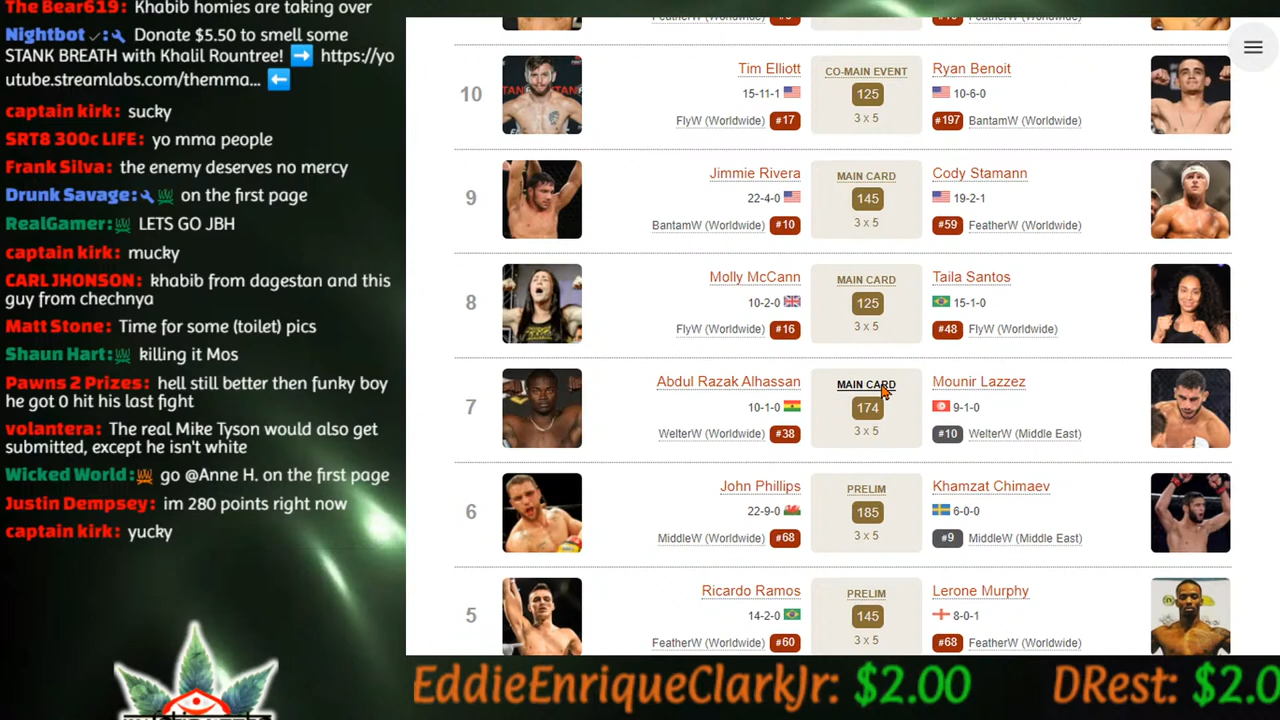 The Bear619: Khabib homies are taking over
Nightbot ✓: Donate $5.50 to smell some
STANK BREATH with Khalil Rountree! ➡ https://yo
utube.streamlabs.com/themma... ⬅
captain kirk: sucky
SRT8 300c LIFE: yo mma people
Frank Silva: the enemy deserves no mercy
Drunk Savage: on the first page
RealGamer: LETS GO JBH
captain kirk: mucky
CARL JHONSON: khabib fromdagesan and this
guy from chechnya
Matt Stone: Time for some (toilet) pics
Shaun Hart: killing it Mos
Pawns 2 Prizes: hell still better then funky boy
he got 0 hit his last fight
volantera: The real Mike Tyson would also get
submitted, except he isn't white
Wicked World: go @Anne H. on the first page
Justin Dempsey: im 280 poms right now
captain kirk: yucky
10
Tim Elliott
15-11-1
FlyW (Worldwide) #17
CO-MAIN EVENT
125
3 x 5
Ryan Benoit
10-6-0
#197 BantamW (Worldwide)
9
Jimmie Rivera
22-4-0
BantamW (Worldwide) #10
MAIN CARD
145
3 x 5
Cody Stamann
19-2-1
#59 FeatherW (Worldwide)
8
Molly McCann
10-2-0
FlyW (Worldwide) #16
MAIN CARD
125
3 x 5
Taila Santos
15-1-0
#48 FlyW (Worldwide)
7
Abdul Razak Alhassan
10-1-0
WelterW (Worldwide) #38
MAIN CARD
174
3 x 5
Mounir Lazzez
9-1-0
#10 WelterW (Middle East)
6
John Phillips
22-9-0
MiddleW (Worldwide) #68
PRELIM
185
3 x 5
Khamzat Chimaev
6-0-0
#9 MiddleW (Middle East)
5
Ricardo Ramos
14-2-0
FeatherW (Worldwide) #60
PRELIM
145
3 x 5
Lerone Murphy
8-0-1
#68 FeatherW (Worldwide)
EddieEnriqueClarkJr: $2.00 DRest: $2.0